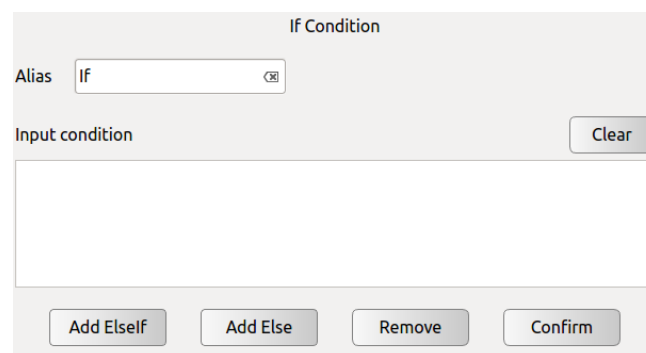 If Condition
Alias If
Input condition Clear
Add ElseIf Add Else Remove Confirm